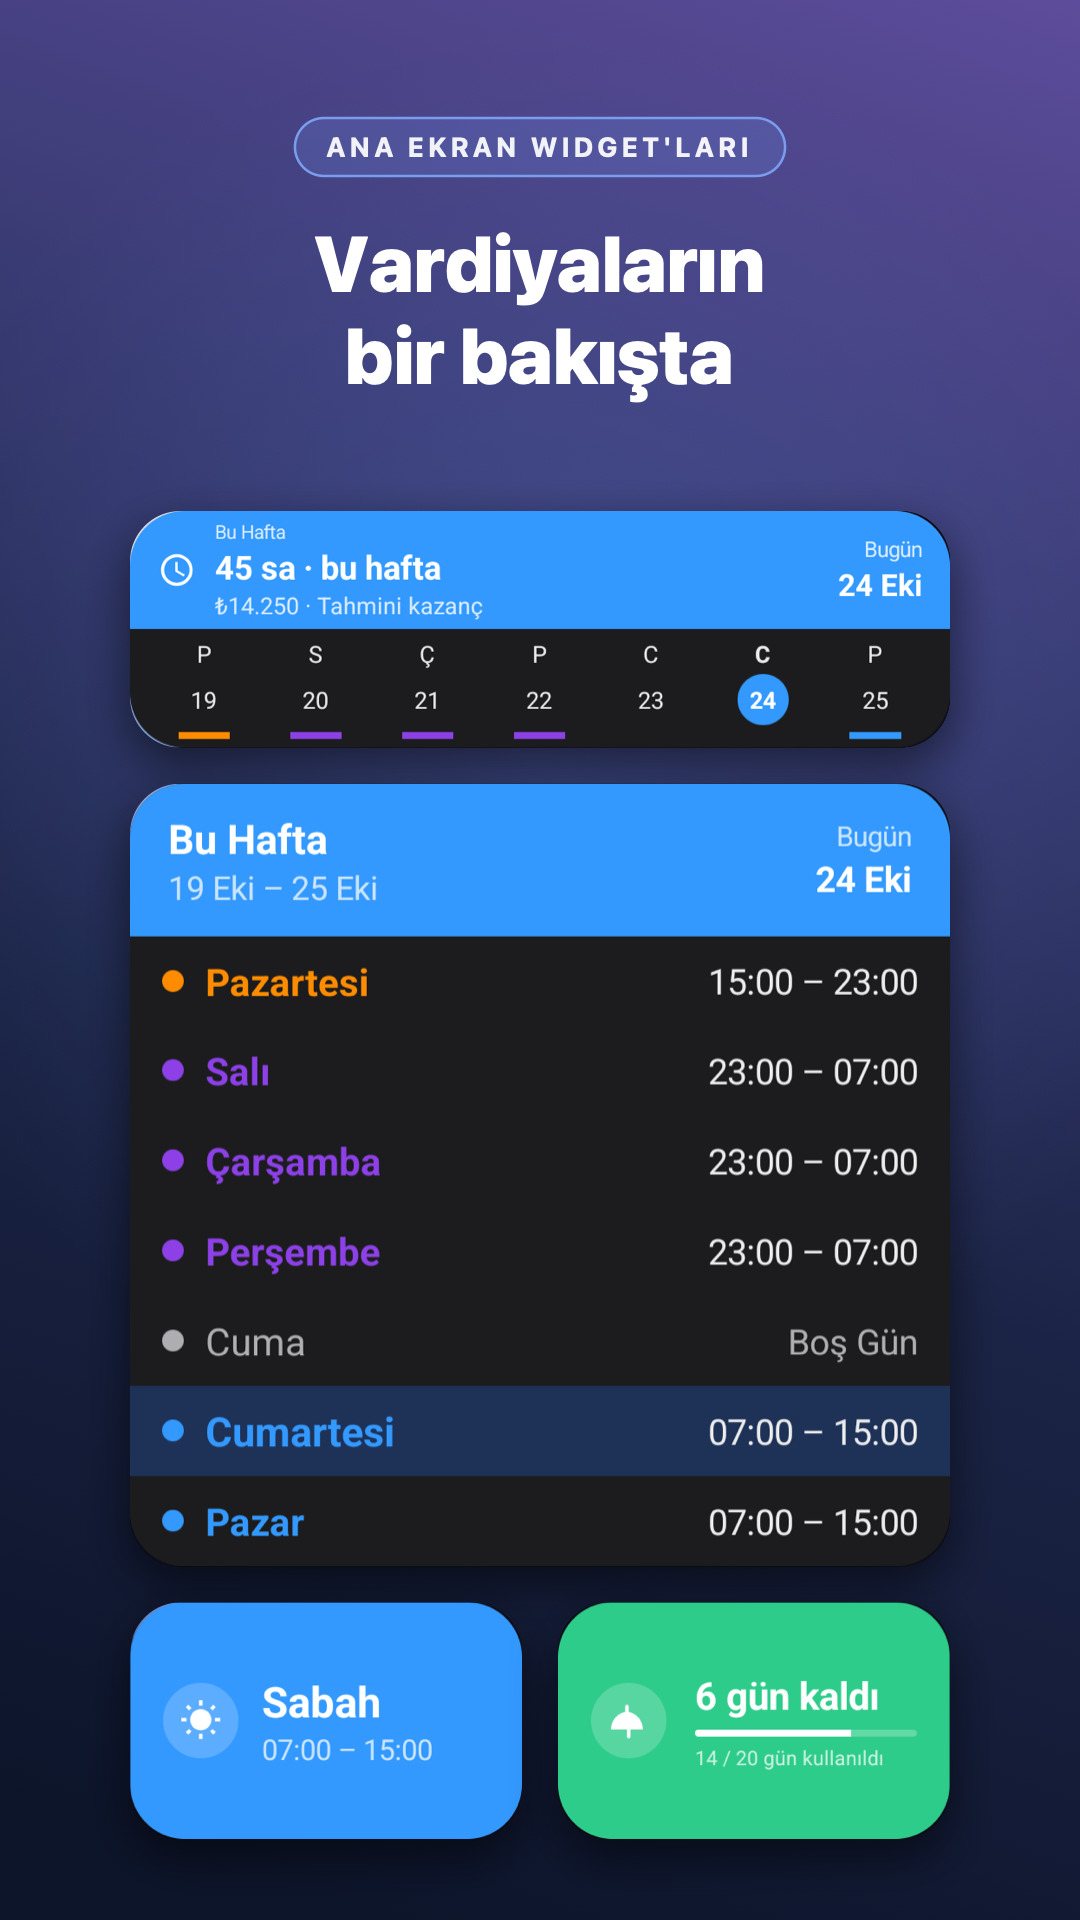 ANA EKRAN WIDGET'LARI
Vardiyaların
bir bakışta
Bu Hafta
45 sa · bu hafta
₺14.250 · Tahmini kazanç
Bugün
24 Eki
P S Ç P C C P
19 20 21 22 23 24 25
Bu Hafta
19 Eki – 25 Eki
Bugün
24 Eki
Pazartesi 15:00 – 23:00
Salı 23:00 – 07:00
Çarşamba 23:00 – 07:00
Perşembe 23:00 – 07:00
Cuma Boş Gün
Cumartesi 07:00 – 15:00
Pazar 07:00 – 15:00
Sabah
07:00 – 15:00
6 gün kaldı
14 / 20 gün kullanıldı